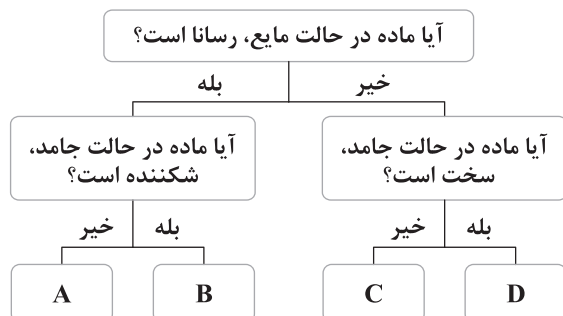 آیا ماده در حالت مایع، رسانا است؟
خیر
بله
آیا ماده در حالت جامد،
سخت است؟
آیا ماده در حالت جامد،
شکننده است؟
بله
خیر
بله
خیر
D
C
B
A